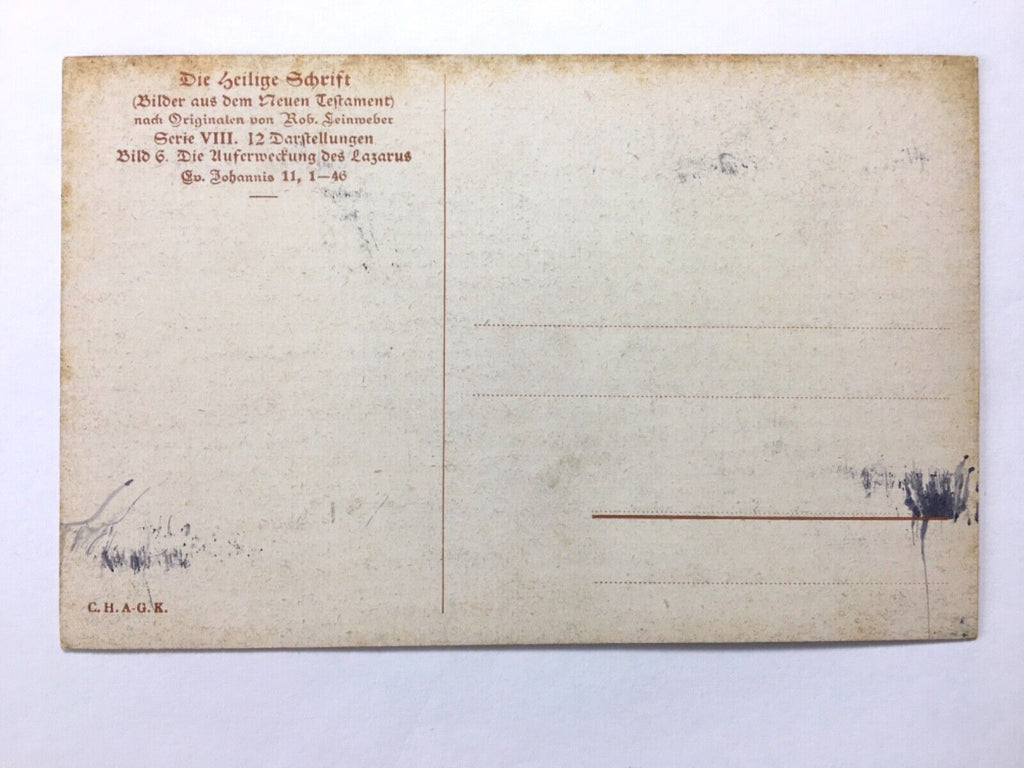 Die Heilige Schrift
(Bilder aus dem Neuen Testament)
nach Originalen von Rob. Leinweber
Serie VIII. 12 Darstellungen
Bild 6. Die Auferweckung des Lazarus
Ev. Johannis 11, 1—46
C. H. A.-G. K.